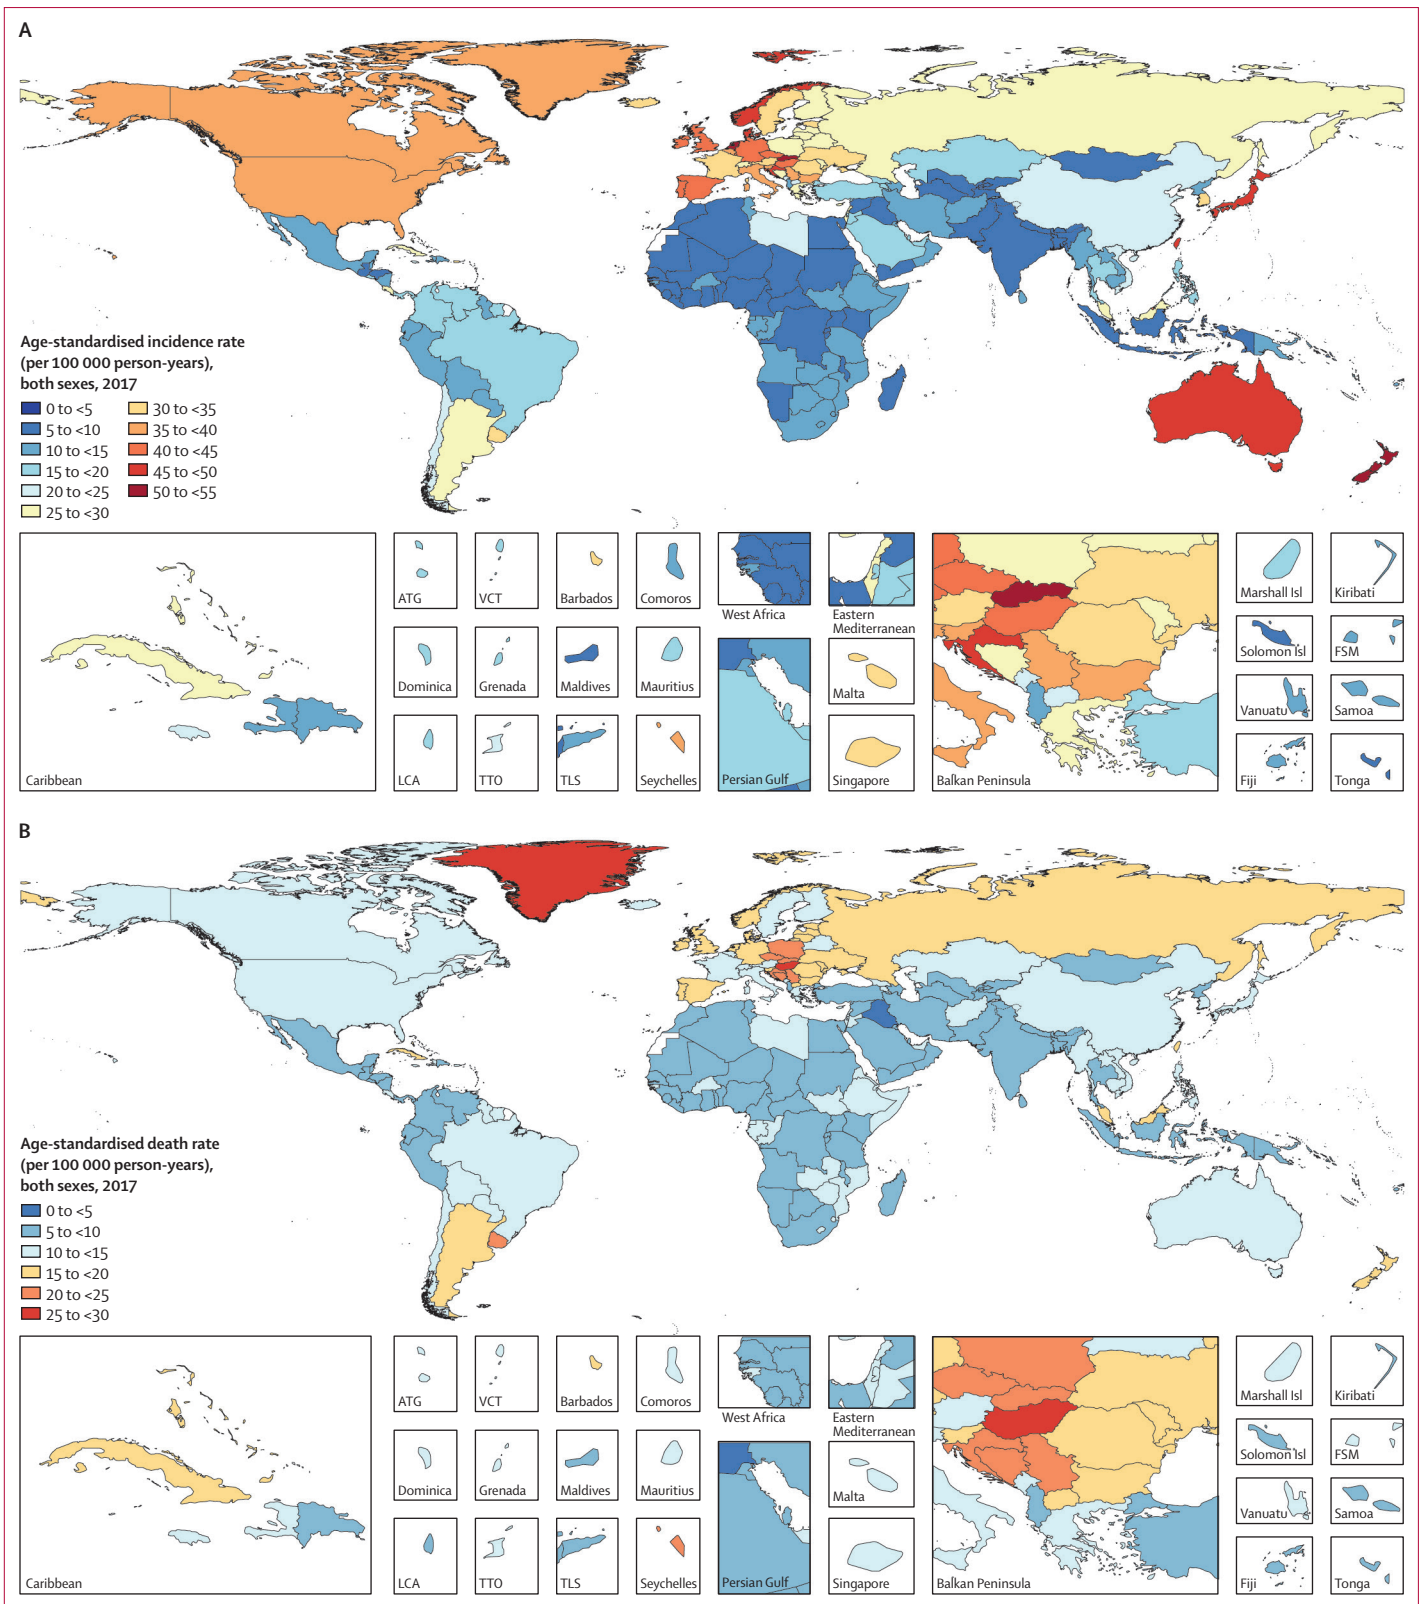 A
Age-standardised incidence rate
(per 100 000 person-years),
both sexes, 2017
0 to <5
5 to <10
10 to <15
15 to <20
20 to <25
25 to <30
30 to <35
35 to <40
40 to <45
45 to <50
50 to <55
Caribbean
ATG
VCT
Barbados
Comoros
Dominica
Grenada
Maldives
Mauritius
LCA
TTO
TLS
Seychelles
West Africa
Eastern
Mediterranean
Persian Gulf
Malta
Singapore
Balkan Peninsula
Marshall Isl
Kiribati
Solomon Isl
FSM
Vanuatu
Samoa
Fiji
Tonga
B
Age-standardised death rate
(per 100 000 person-years),
both sexes, 2017
0 to <5
5 to <10
10 to <15
15 to <20
20 to <25
25 to <30
Caribbean
ATG
VCT
Barbados
Comoros
Dominica
Grenada
Maldives
Mauritius
LCA
TTO
TLS
Seychelles
West Africa
Eastern
Mediterranean
Persian Gulf
Malta
Singapore
Balkan Peninsula
Marshall Isl
Kiribati
Solomon Isl
FSM
Vanuatu
Samoa
Fiji
Tonga